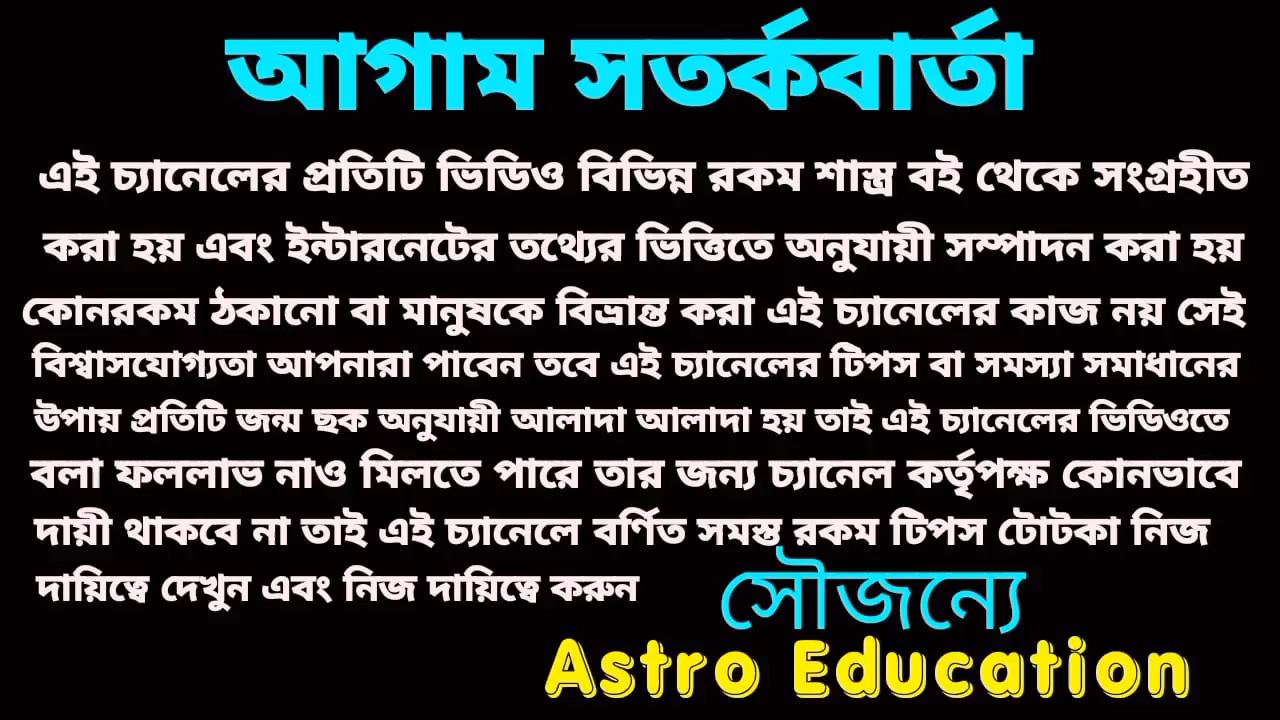 আগাম সতর্কবার্তা
এই চ্যানেলের প্রতিটি ভিডিও বিভিন্ন রকম শাস্ত্র বই থেকে সংগ্রহীত
করা হয় এবং ইন্টারনেটের তথ্যের ভিত্তিতে অনুযায়ী সম্পাদন করা হয়
কোনরকম ঠকানো বা মানুষকে বিভ্রান্ত করা এই চ্যানেলের কাজ নয় সেই
বিশ্বাসযোগ্যতা আপনারা পাবেন তবে এই চ্যানেলের টিপস বা সমস্যা সমাধানের
উপায় প্রতিটি জন্ম ছক অনুযায়ী আলাদা আলাদা হয় তাই এই চ্যানেলের ভিডিওতে
বলা ফললাভ নাও মিলতে পারে তার জন্য চ্যানেল কর্তৃপক্ষ কোনভাবে
দায়ী থাকবে না তাই এই চ্যানেলে বর্ণিত সমস্ত রকম টিপস টোটকা নিজ
দায়িত্বে দেখুন এবং নিজ দায়িত্বে করুন
সৌজন্যে
Astro Education